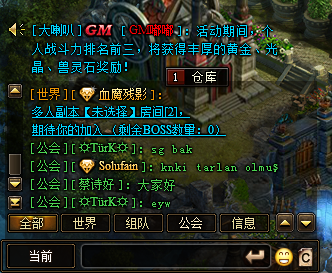 [大喇叭] GM [GM嘟嘟]: 活动期间, 个
人战斗力排名前三, 将获得丰厚的黄金、光
晶、兽灵石奖励!
1 仓库
[世界][血魔残影]:
多人副本【未选择】房间[2],
期待你的加入 (剩余BOSS数量: 0)
[公会][☼TürK☼]: sg bak
[公会][Solufain]: knki tarlan olmuş
[公会][蔡诗好]: 大家好
[公会][☼TürK☼]: eyw
全部 世界 组队 公会 信息
当前 C